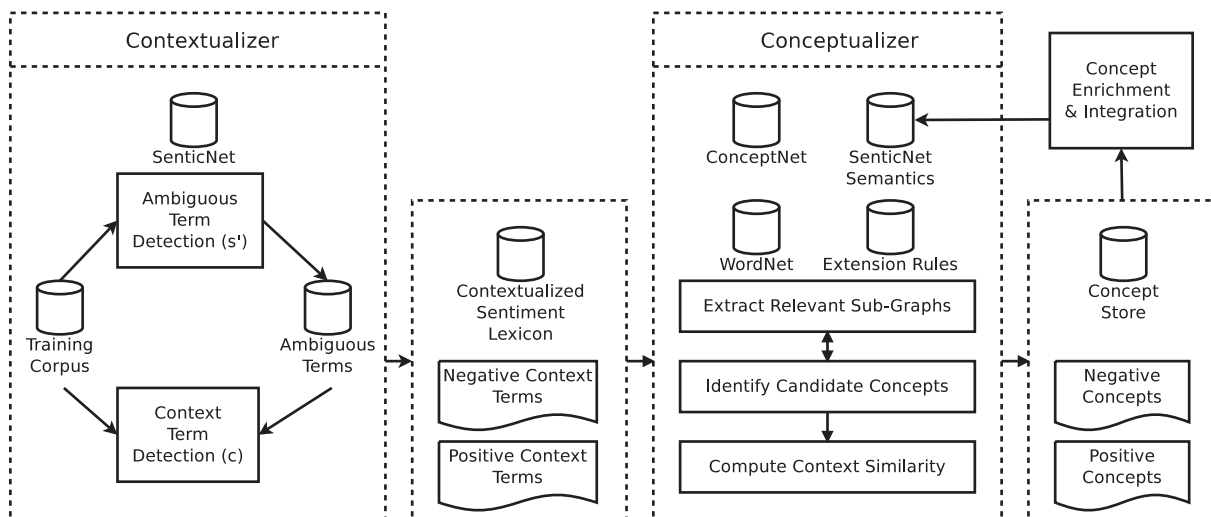 Contextualizer
SenticNet
Ambiguous
Term
Detection (s')
Training
Corpus
Ambiguous
Terms
Context
Term
Detection (c)
Contextualized
Sentiment
Lexicon
Negative Context
Terms
Positive Context
Terms
Conceptualizer
ConceptNet
SenticNet
Semantics
WordNet
Extension Rules
Extract Relevant Sub-Graphs
Identify Candidate Concepts
Compute Context Similarity
Concept
Enrichment
& Integration
Concept
Store
Negative
Concepts
Positive
Concepts